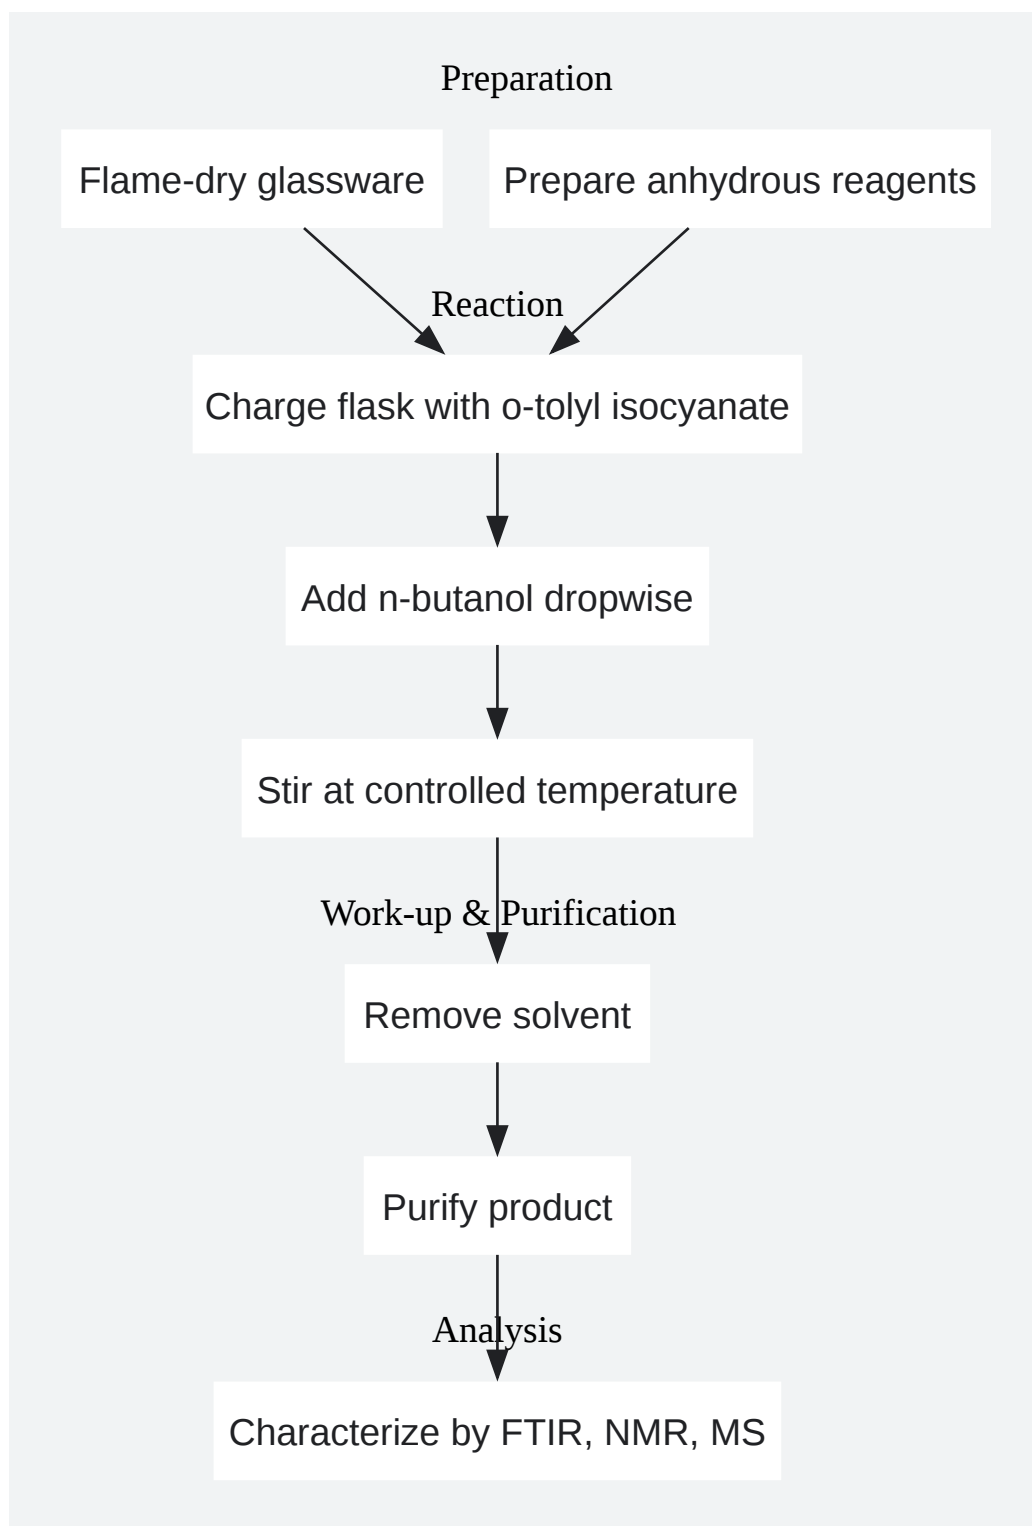 Preparation
Flame-dry glassware
Prepare anhydrous reagents
Reaction
Charge flask with o-tolyl isocyanate
Add n-butanol dropwise
Stir at controlled temperature
Work-up & Purification
Remove solvent
Purify product
Analysis
Characterize by FTIR, NMR, MS